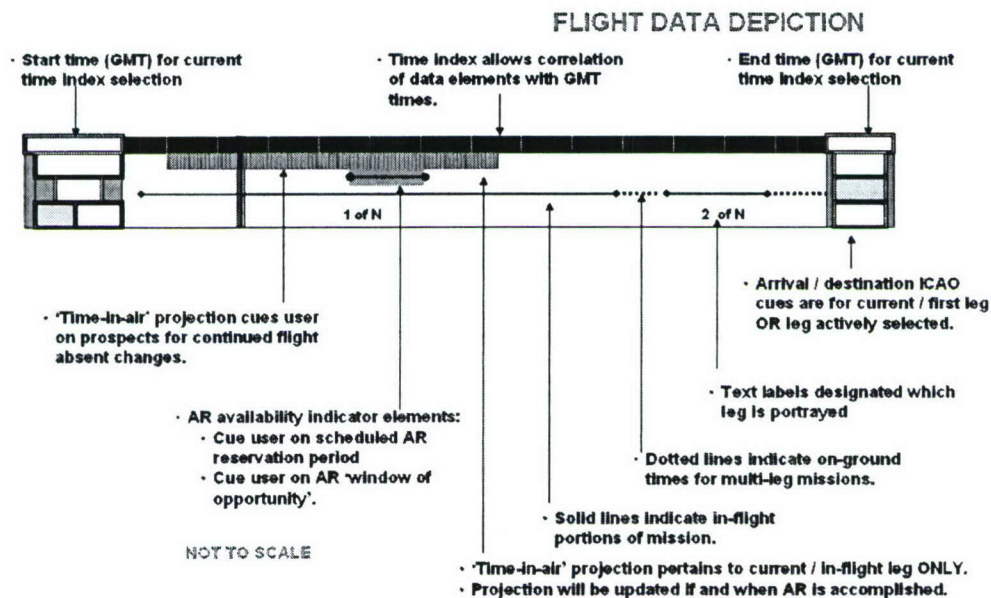 FLIGHT DATA DEPICTION
· Start time (GMT) for current
time index selection
· Time index allows correlation
of data elements with GMT
times.
· End time (GMT) for current
time index selection
1 of N
2 of N
· Arrival / destination ICAO
cues are for current / first leg
OR leg actively selected.
· 'Time-in-air' projection cues user
on prospects for continued flight
absent changes.
· Text labels designated which
leg is portrayed
· AR availability indicator elements:
· Cue user on scheduled AR
reservation period
· Cue user on AR 'window of
opportunity'.
· Dotted lines indicate on-ground
times for multi-leg missions.
· Solid lines indicate in-flight
portions of mission.
NOT TO SCALE
· 'Time-in-air' projection pertains to current / in-flight leg ONLY.
· Projection will be updated if and when AR is accomplished.